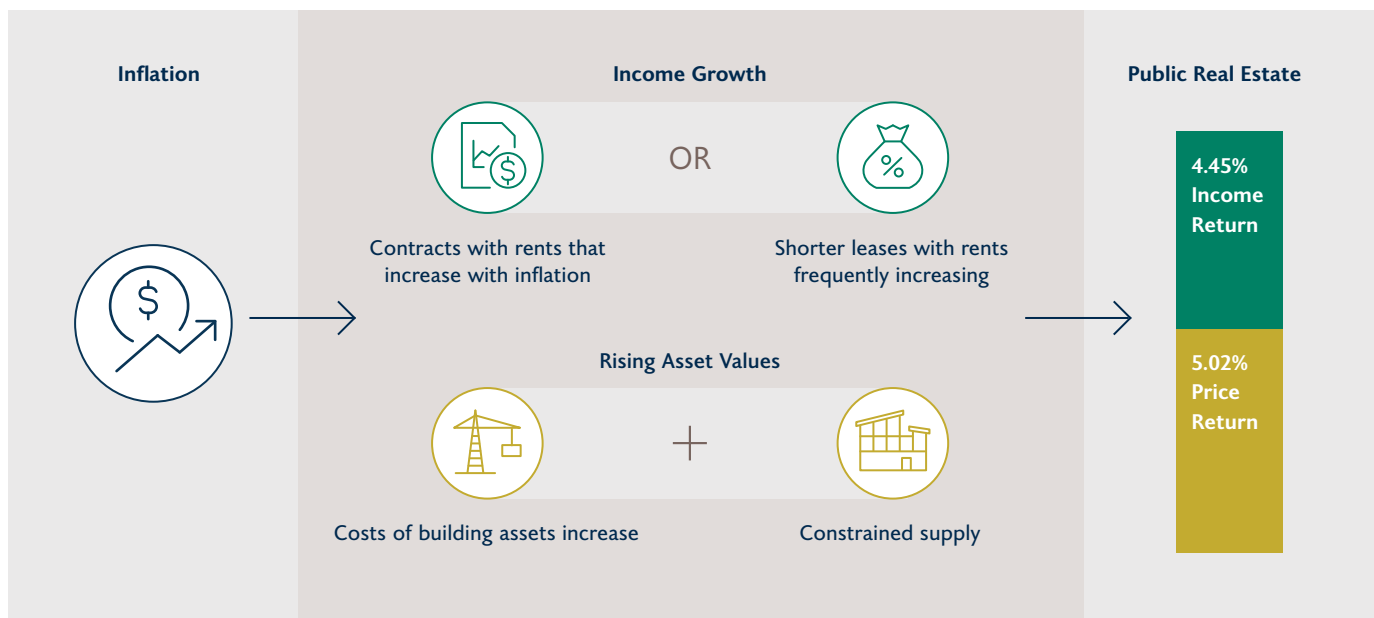 Inflation
$
Income Growth
$
OR
%
Contracts with rents that
increase with inflation
Shorter leases with rents
frequently increasing
Rising Asset Values
+
Costs of building assets increase
Constrained supply
Public Real Estate
4.45%
Income
Return
5.02%
Price
Return